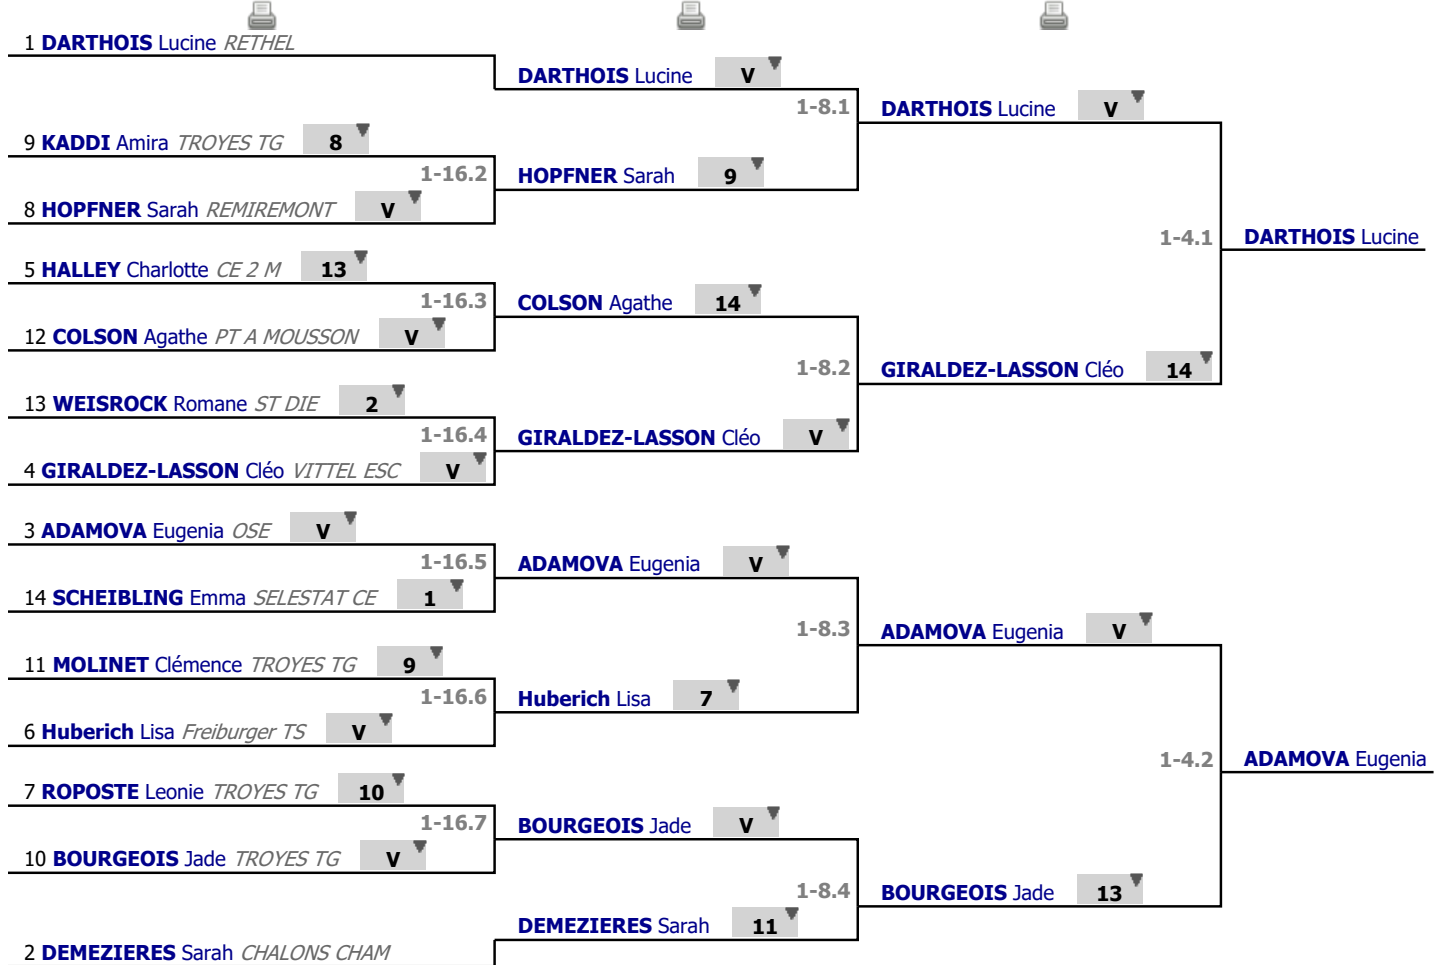 1 DARTHOIS Lucine RETHEL
DARTHOIS Lucine V
1-8.1
DARTHOIS Lucine V
9 KADDI Amira TROYES TG 8
1-16.2
HOPFNER Sarah 9
8 HOPFNER Sarah REMIREMONT V
1-4.1
DARTHOIS Lucine
5 HALLEY Charlotte CE 2 M 13
1-16.3
COLSON Agathe 14
12 COLSON Agathe PT A MOUSSON V
1-8.2
GIRALDEZ-LASSON Cléo 14
13 WEISROCK Romane ST DIE 2
1-16.4
GIRALDEZ-LASSON Cléo V
4 GIRALDEZ-LASSON Cléo VITTEL ESC V
3 ADAMOVA Eugenia OSE V
1-16.5
ADAMOVA Eugenia V
14 SCHEIBLING Emma SELESTAT CE 1
1-8.3
ADAMOVA Eugenia V
11 MOLINET Clémence TROYES TG 9
1-16.6
Huberich Lisa 7
6 Huberich Lisa Freiburger TS V
1-4.2
ADAMOVA Eugenia
7 ROPOSTE Leonie TROYES TG 10
1-16.7
BOURGEOIS Jade V
10 BOURGEOIS Jade TROYES TG V
1-8.4
BOURGEOIS Jade 13
DEMEZIERES Sarah 11
2 DEMEZIERES Sarah CHALONS CHAM